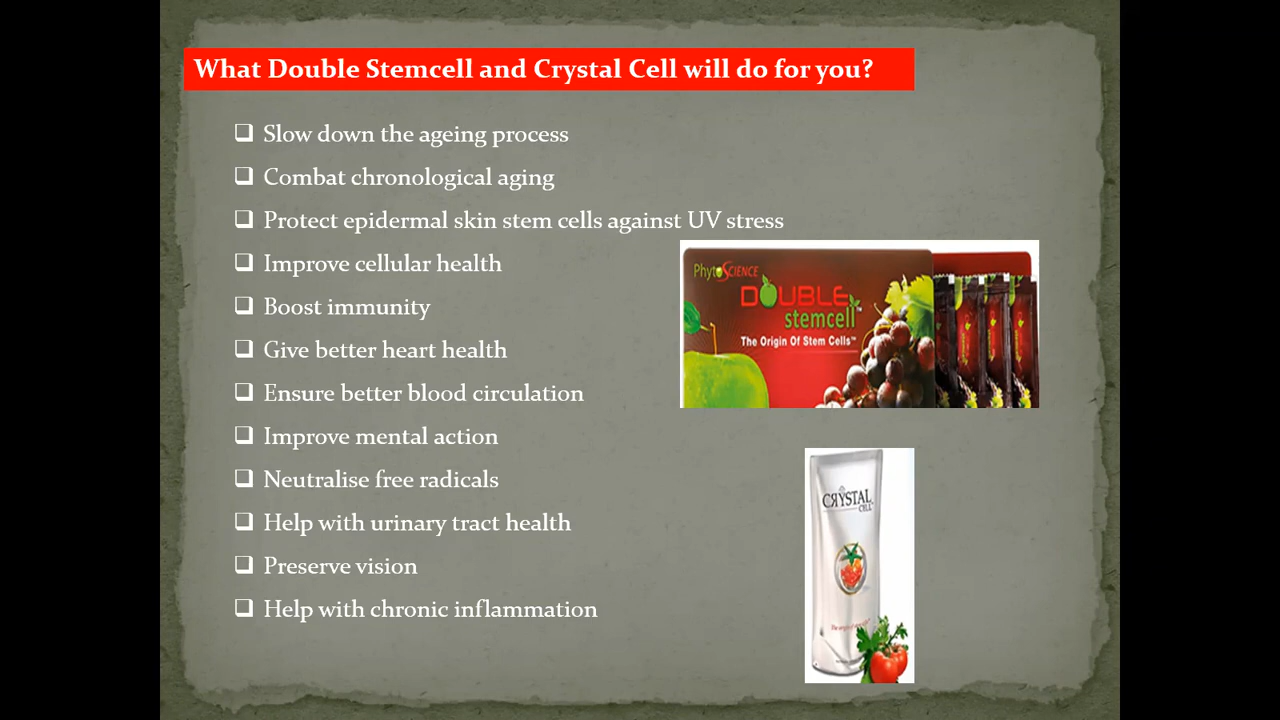 What Double Stemcell and Crystal Cell will do for you?
Slow down the ageing process
Combat chronological aging
Protect epidermal skin stem cells against UV stress
Improve cellular health
Boost immunity
Give better heart health
Ensure better blood circulation
Improve mental action
Neutralise free radicals
Help with urinary tract health
Preserve vision
Help with chronic inflammation
PhytoSCIENCE
DOUBLE
stemcell™
The Origin Of Stem Cells™
CRYSTAL
CELL